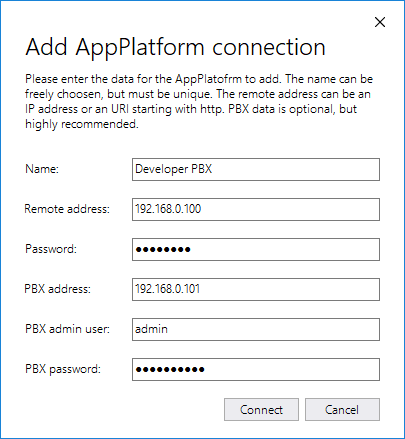 Add AppPlatform connection
Please enter the data for the AppPlatofrm to add. The name can be
freely choosen, but must be unique. The remote address can be an
IP address or an URI starting with http. PBX data is optional, but
highly recommended.
Name: Developer PBX
Remote address: 192.168.0.100
Password: ●●●●●●●●
PBX address: 192.168.0.101
PBX admin user: admin
PBX password: ●●●●●●●●●●
Connect Cancel